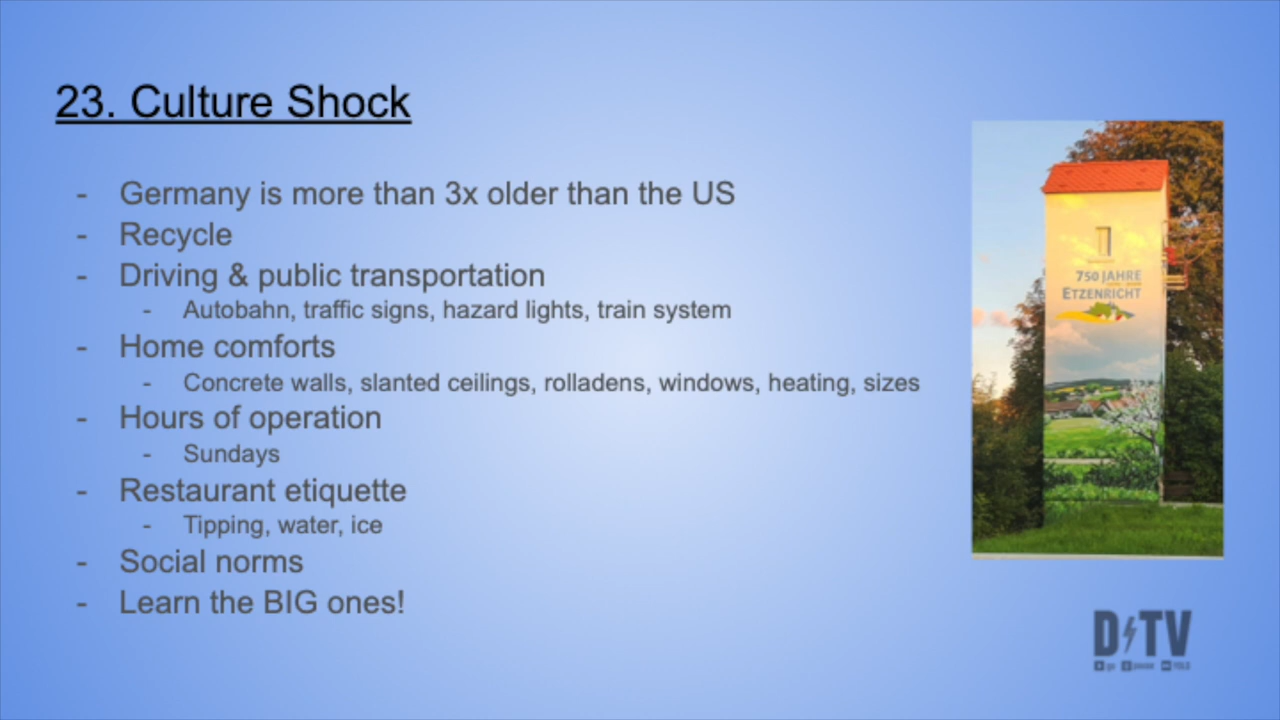 23. Culture Shock
- Germany is more than 3x older than the US
- Recycle
- Driving & public transportation
- Autobahn, traffic signs, hazard lights, train system
- Home comforts
- Concrete walls, slanted ceilings, rolladens, windows, heating, sizes
- Hours of operation
- Sundays
- Restaurant etiquette
- Tipping, water, ice
- Social norms
- Learn the BIG ones!
750 JAHRE
ETZENRICHT
D TV